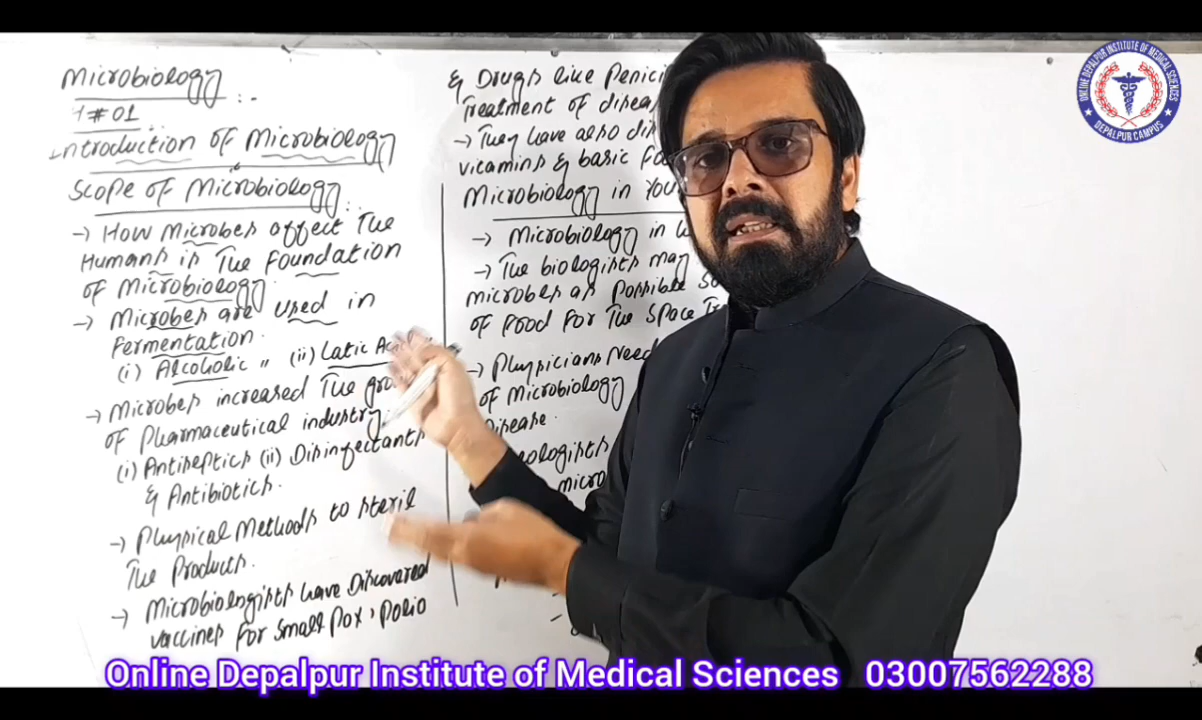 Microbiology
#01
Introduction of Microbiology
Scope of Microbiology
→ How Microbes affect The
Humans is The Foundation
of Microbiology
→ Microbes are used in
Fermentation.
(i) Alcoholic " (ii) Latic
→ Microbes increased The
of Pharmaceutical industry
(i) Antiseptics (ii) Disinfectants
& Antibiotics.
→ Physical Methods to steril
The Products.
→ Microbiologists have Discovered
vaccines For Small Pox, Polio
& Drugs like
Treatment of
→ They have also
vitamins & basic
Microbiology in
→ Microbiology in
→ The biologists may
microbes as Possible
of Food For The Space
→ Physicians Need
of Microbiology
Disease.
ONLINE DEPALPUR INSTITUTE OF MEDICAL SCIENCES
DEPALPUR CAMPUS
Online Depalpur Institute of Medical Sciences 03007562288